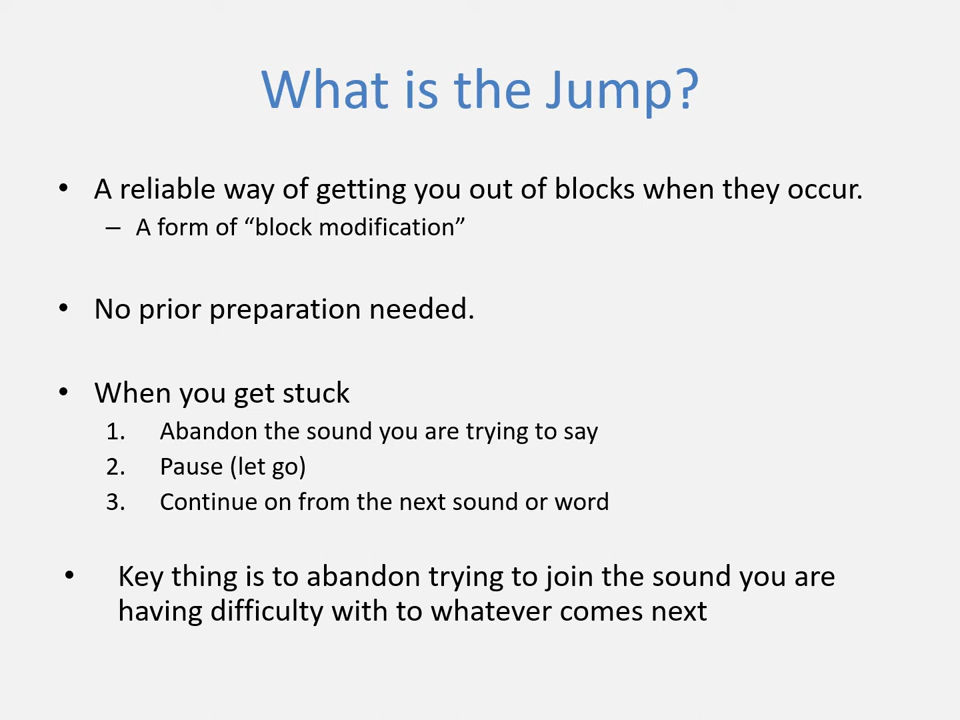 What is the Jump?
• A reliable way of getting you out of blocks when they occur.
– A form of “block modification”
• No prior preparation needed.
• When you get stuck
1. Abandon the sound you are trying to say
2. Pause (let go)
3. Continue on from the next sound or word
• Key thing is to abandon trying to join the sound you are
having difficulty with to whatever comes next